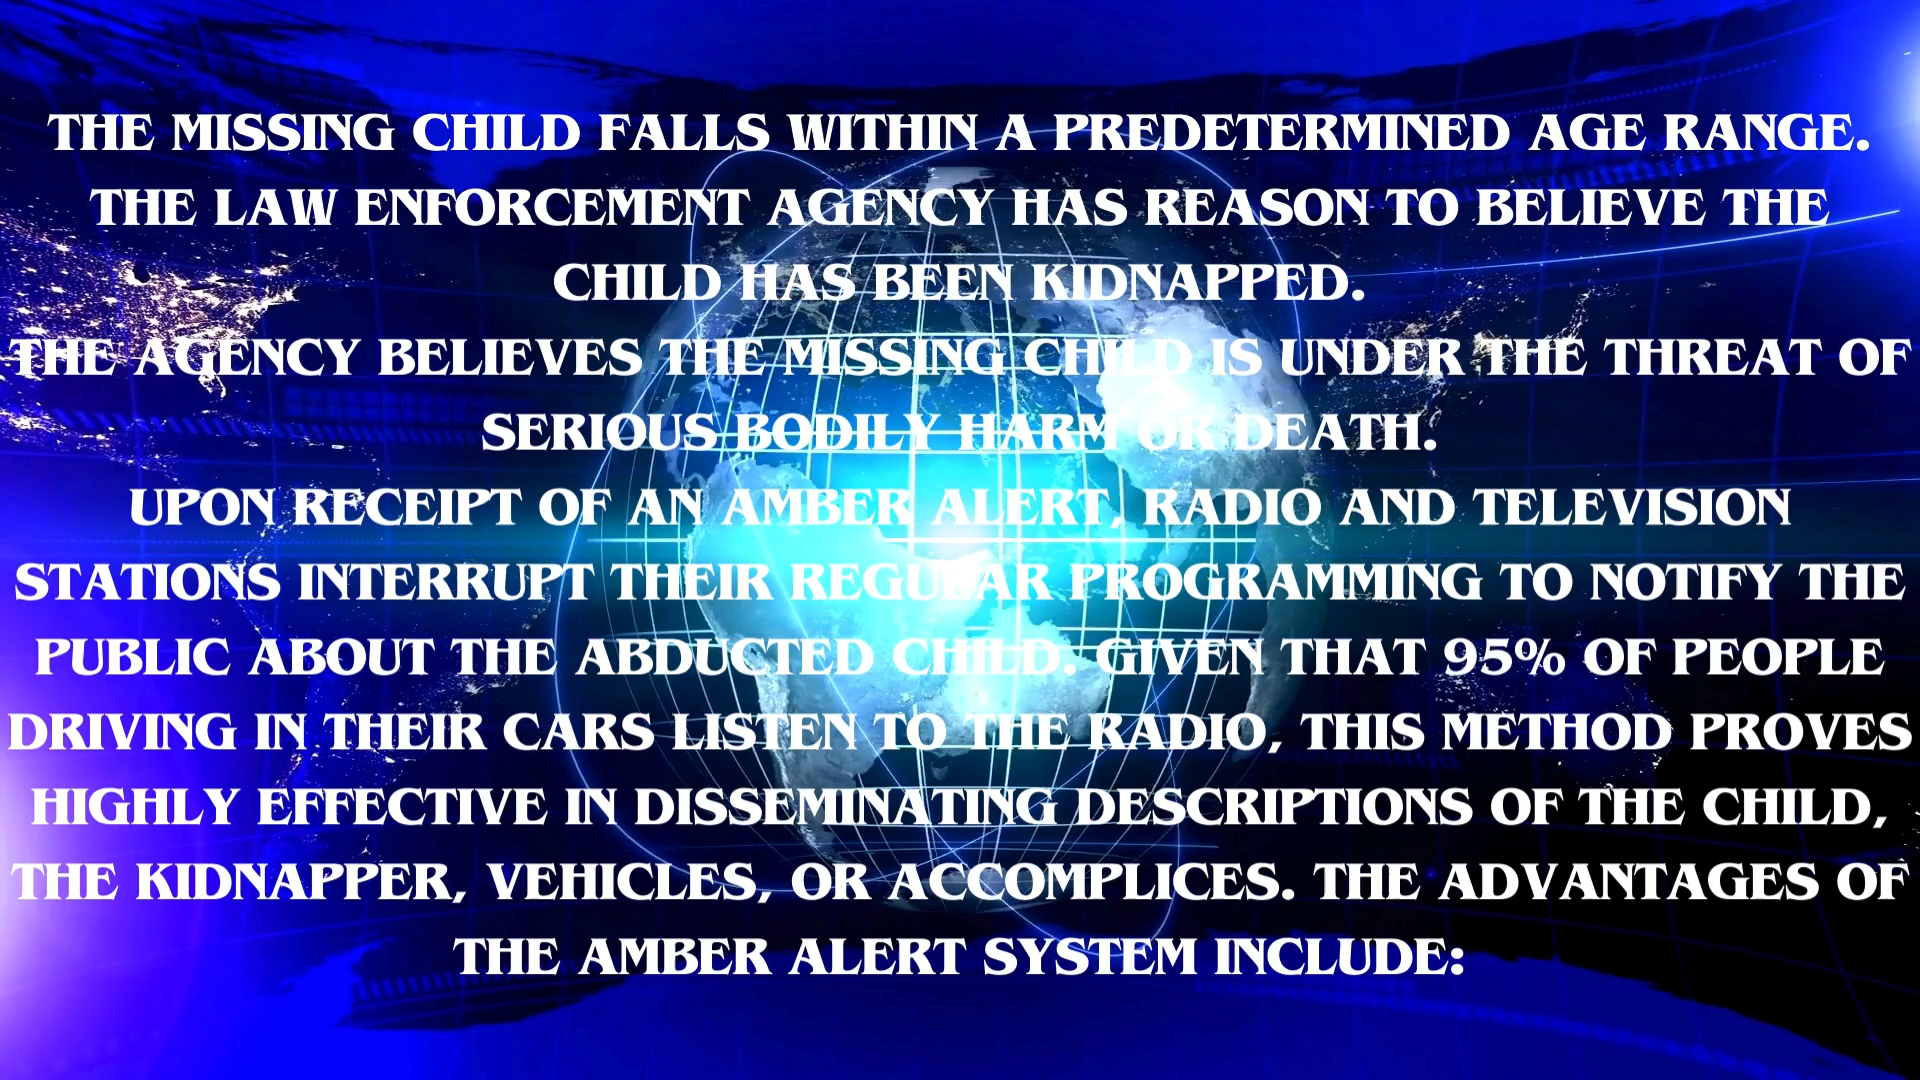 THE MISSING CHILD FALLS WITHIN A PREDETERMINED AGE RANGE.
THE LAW ENFORCEMENT AGENCY HAS REASON TO BELIEVE THE
CHILD HAS BEEN KIDNAPPED.
THE AGENCY BELIEVES THE MISSING CHILD IS UNDER THE THREAT OF
SERIOUS BODILY HARM OR DEATH.
UPON RECEIPT OF AN AMBER ALERT, RADIO AND TELEVISION
STATIONS INTERRUPT THEIR REGULAR PROGRAMMING TO NOTIFY THE
PUBLIC ABOUT THE ABDUCTED CHILD. GIVEN THAT 95% OF PEOPLE
DRIVING IN THEIR CARS LISTEN TO THE RADIO, THIS METHOD PROVES
HIGHLY EFFECTIVE IN DISSEMINATING DESCRIPTIONS OF THE CHILD,
THE KIDNAPPER, VEHICLES, OR ACCOMPLICES. THE ADVANTAGES OF
THE AMBER ALERT SYSTEM INCLUDE: